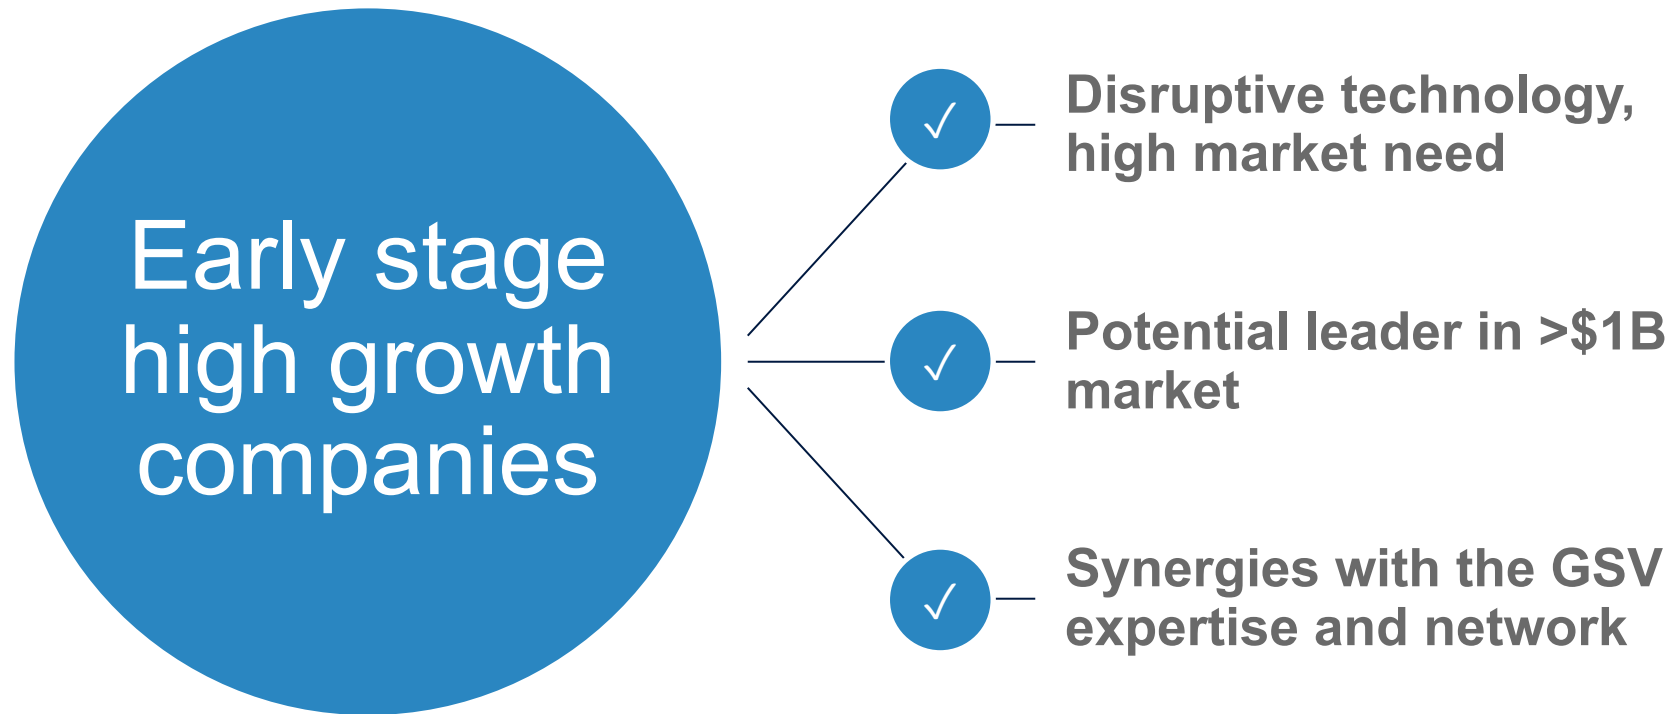 Early stage
high growth
companies
✓
Disruptive technology,
high market need
✓
Potential leader in >$1B
market
✓
Synergies with the GSV
expertise and network